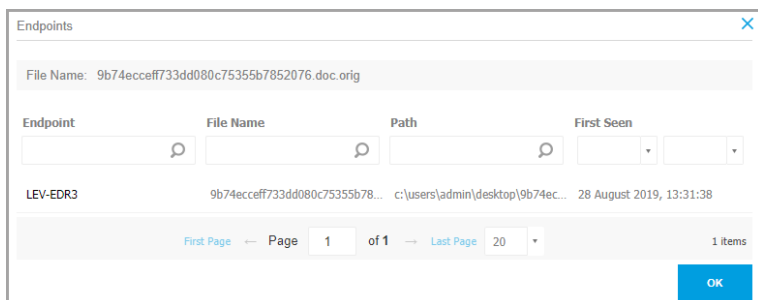 Endpoints
File Name: 9b74ecceff733dd080c75355b7852076.doc.orig
Endpoint File Name Path First Seen
LEV-EDR3 9b74ecceff733dd080c75355b78... c:\users\admin\desktop\9b74ec... 28 August 2019, 13:31:38
First Page ← Page 1 of 1 → Last Page 20 1 items
OK